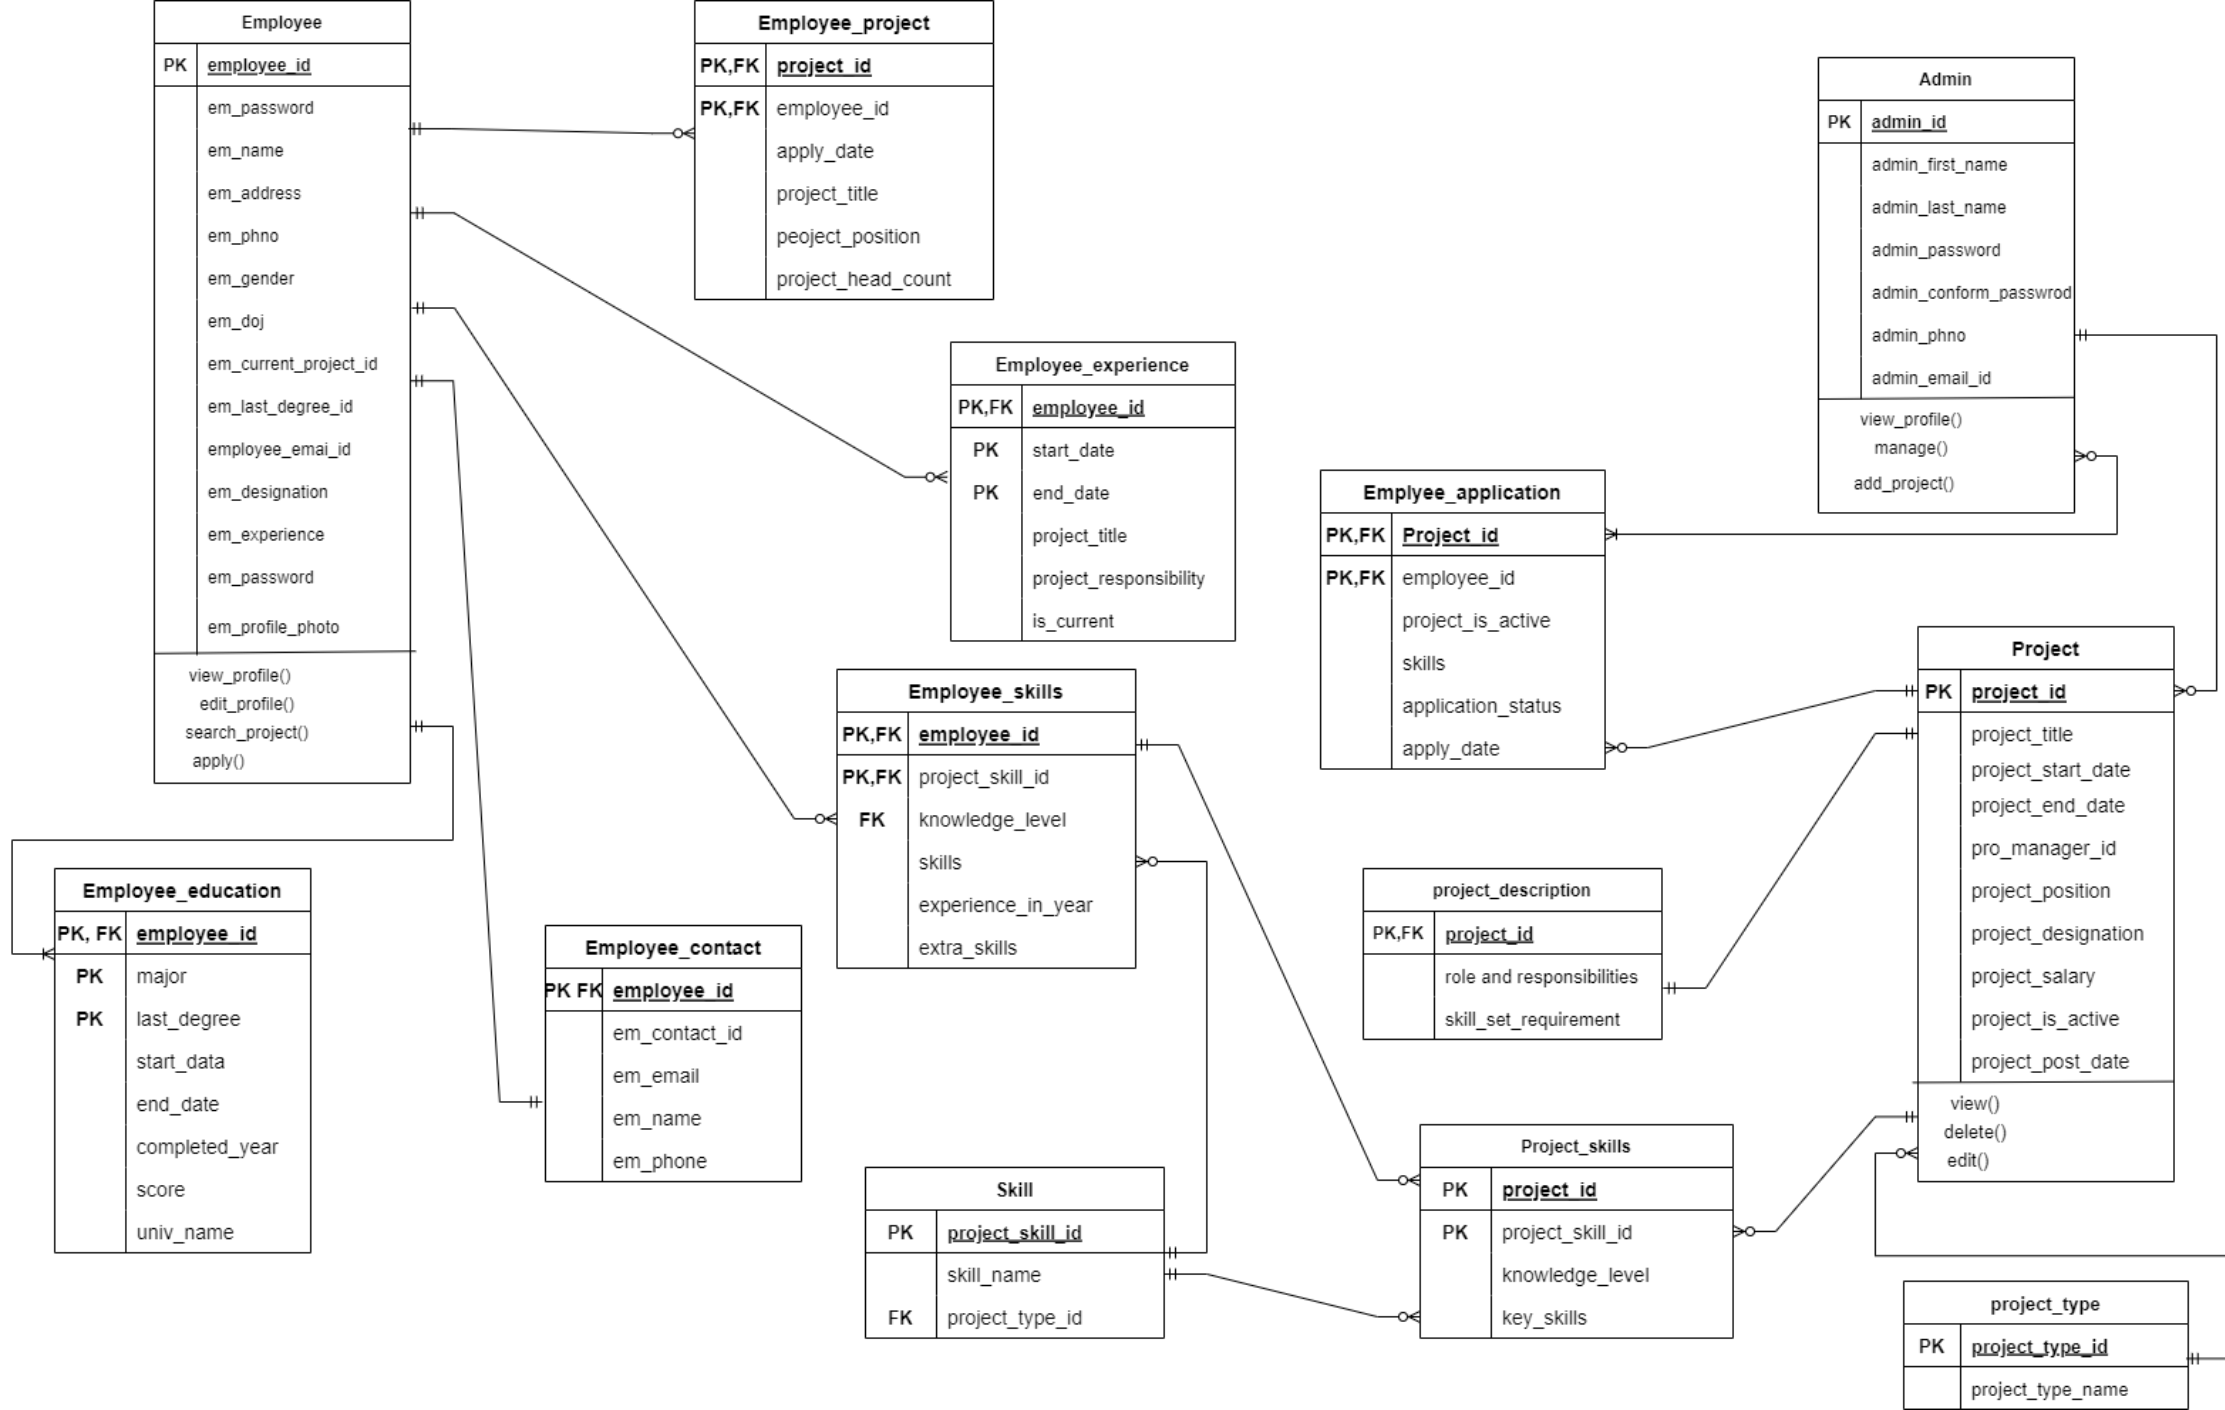 Employee
PK employee_id
em_password
em_name
em_address
em_phno
em_gender
em_doj
em_current_project_id
em_last_degree_id
employee_emai_id
em_designation
em_experience
em_password
em_profile_photo
view_profile()
edit_profile()
search_project()
apply()
Employee_project
PK,FK project_id
PK,FK employee_id
apply_date
project_title
peoject_position
project_head_count
Admin
PK admin_id
admin_first_name
admin_last_name
admin_password
admin_conform_passwrod
admin_phno
admin_email_id
view_profile()
manage()
add_project()
Employee_experience
PK,FK employee_id
PK start_date
PK end_date
project_title
project_responsibility
is_current
Emplyee_application
PK,FK Project_id
PK,FK employee_id
project_is_active
skills
application_status
apply_date
Project
PK project_id
project_title
project_start_date
project_end_date
pro_manager_id
project_position
project_designation
project_salary
project_is_active
project_post_date
view()
delete()
edit()
Employee_skills
PK,FK employee_id
PK,FK project_skill_id
FK knowledge_level
skills
experience_in_year
extra_skills
Employee_education
PK, FK employee_id
PK major
PK last_degree
start_data
end_date
completed_year
score
univ_name
Employee_contact
PK FK employee_id
em_contact_id
em_email
em_name
em_phone
project_description
PK,FK project_id
role and responsibilities
skill_set_requirement
Skill
PK project_skill_id
skill_name
FK project_type_id
Project_skills
PK project_id
PK project_skill_id
knowledge_level
key_skills
project_type
PK project_type_id
project_type_name